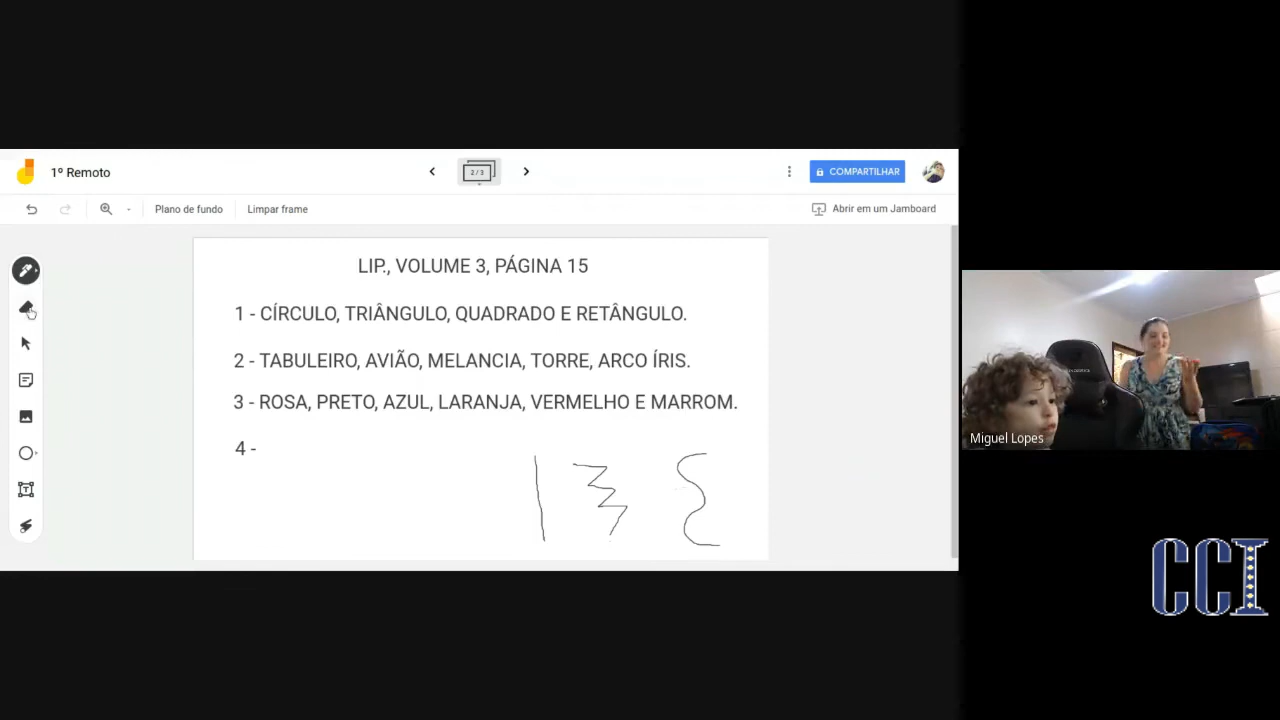 1º Remoto
2 / 3
COMPARTILHAR
Plano de fundo
Limpar frame
Abrir em um Jamboard
LIP., VOLUME 3, PÁGINA 15
1 - CÍRCULO, TRIÂNGULO, QUADRADO E RETÂNGULO.
2 - TABULEIRO, AVIÃO, MELANCIA, TORRE, ARCO ÍRIS.
3 - ROSA, PRETO, AZUL, LARANJA, VERMELHO E MARROM.
4 -
Miguel Lopes
CCI